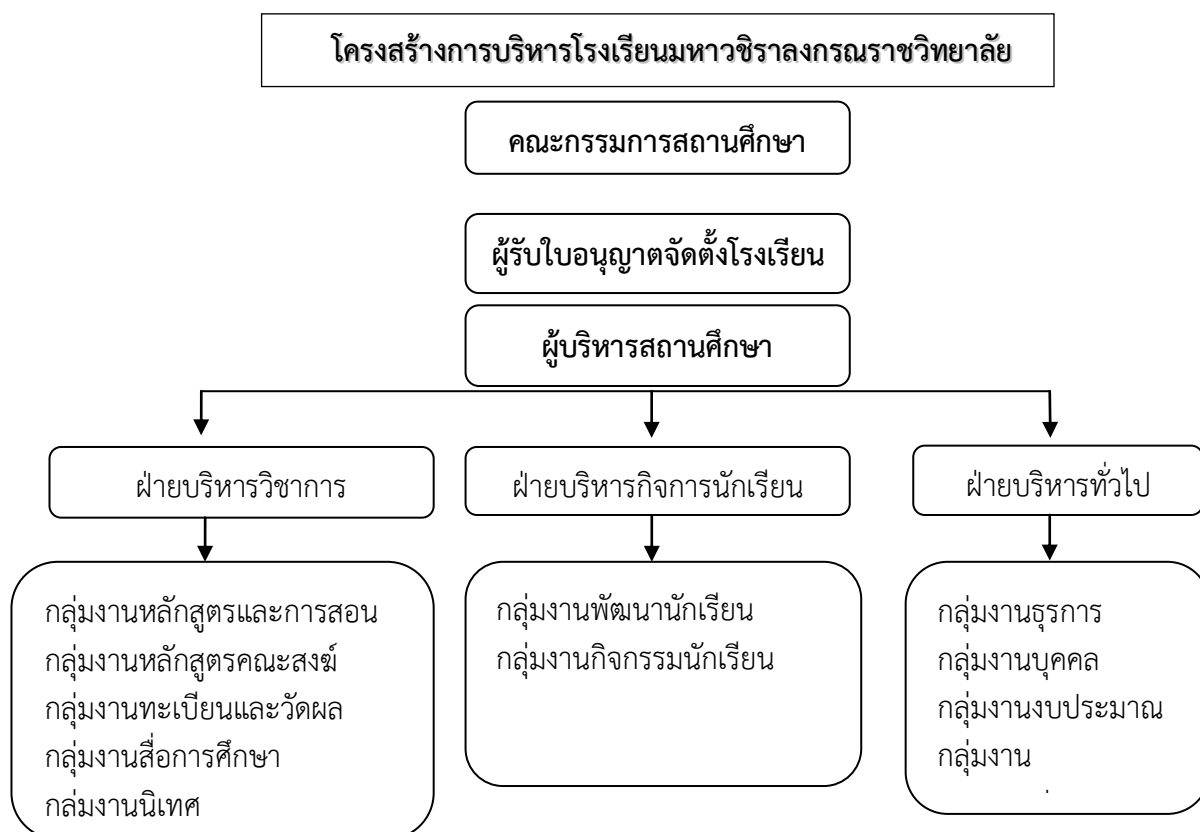 โครงสร้างการบริหารโรงเรียนมหาวชิราลงกรณราชวิทยาลัย
คณะกรรมการสถานศึกษา
ผู้รับใบอนุญาตจัดตั้งโรงเรียน
ผู้บริหารสถานศึกษา
ฝ่ายบริหารวิชาการ
ฝ่ายบริหารกิจการนักเรียน
ฝ่ายบริหารทั่วไป
กลุ่มงานหลักสูตรและการสอน
กลุ่มงานหลักสูตรคณะสงฆ์
กลุ่มงานทะเบียนและวัดผล
กลุ่มงานสื่อการศึกษา
กลุ่มงานนิเทศ
กลุ่มงานพัฒนานักเรียน
กลุ่มงานกิจกรรมนักเรียน
กลุ่มงานธุรการ
กลุ่มงานบุคคล
กลุ่มงานงบประมาณ
กลุ่มงาน